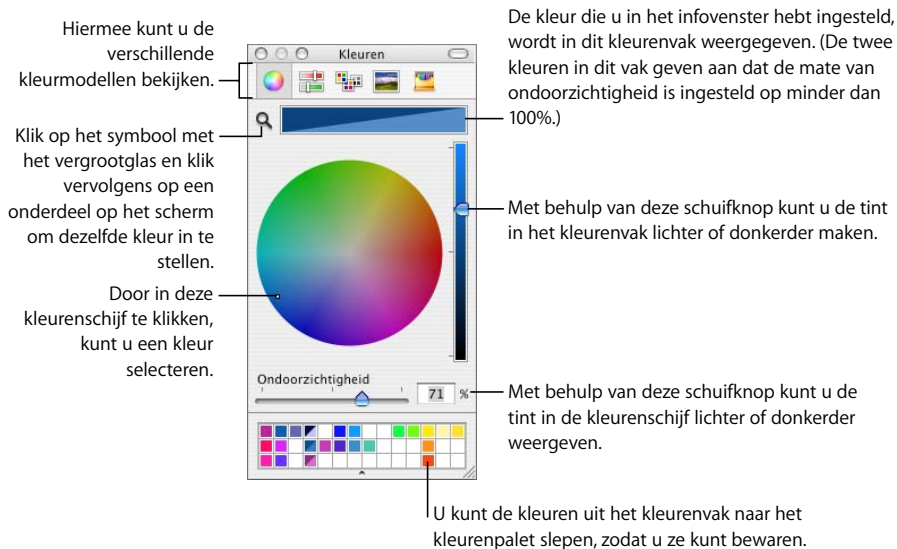 Hiermee kunt u de
verschillende
kleurmodellen bekijken.
Klik op het symbool met
het vergrootglas en klik
vervolgens op een
onderdeel op het scherm
om dezelfde kleur in te
stellen.
Door in deze
kleurenschijf te klikken,
kunt u een kleur
selecteren.
Kleuren
Ondoorzichtigheid
71 %
De kleur die u in het infovenster hebt ingesteld,
wordt in dit kleurenvak weergegeven. (De twee
kleuren in dit vak geven aan dat de mate van
ondoorzichtigheid is ingesteld op minder dan
100%.)
Met behulp van deze schuifknop kunt u de tint
in het kleurenvak lichter of donkerder maken.
Met behulp van deze schuifknop kunt u de
tint in de kleurenschijf lichter of donkerder
weergeven.
U kunt de kleuren uit het kleurenvak naar het
kleurenpalet slepen, zodat u ze kunt bewaren.